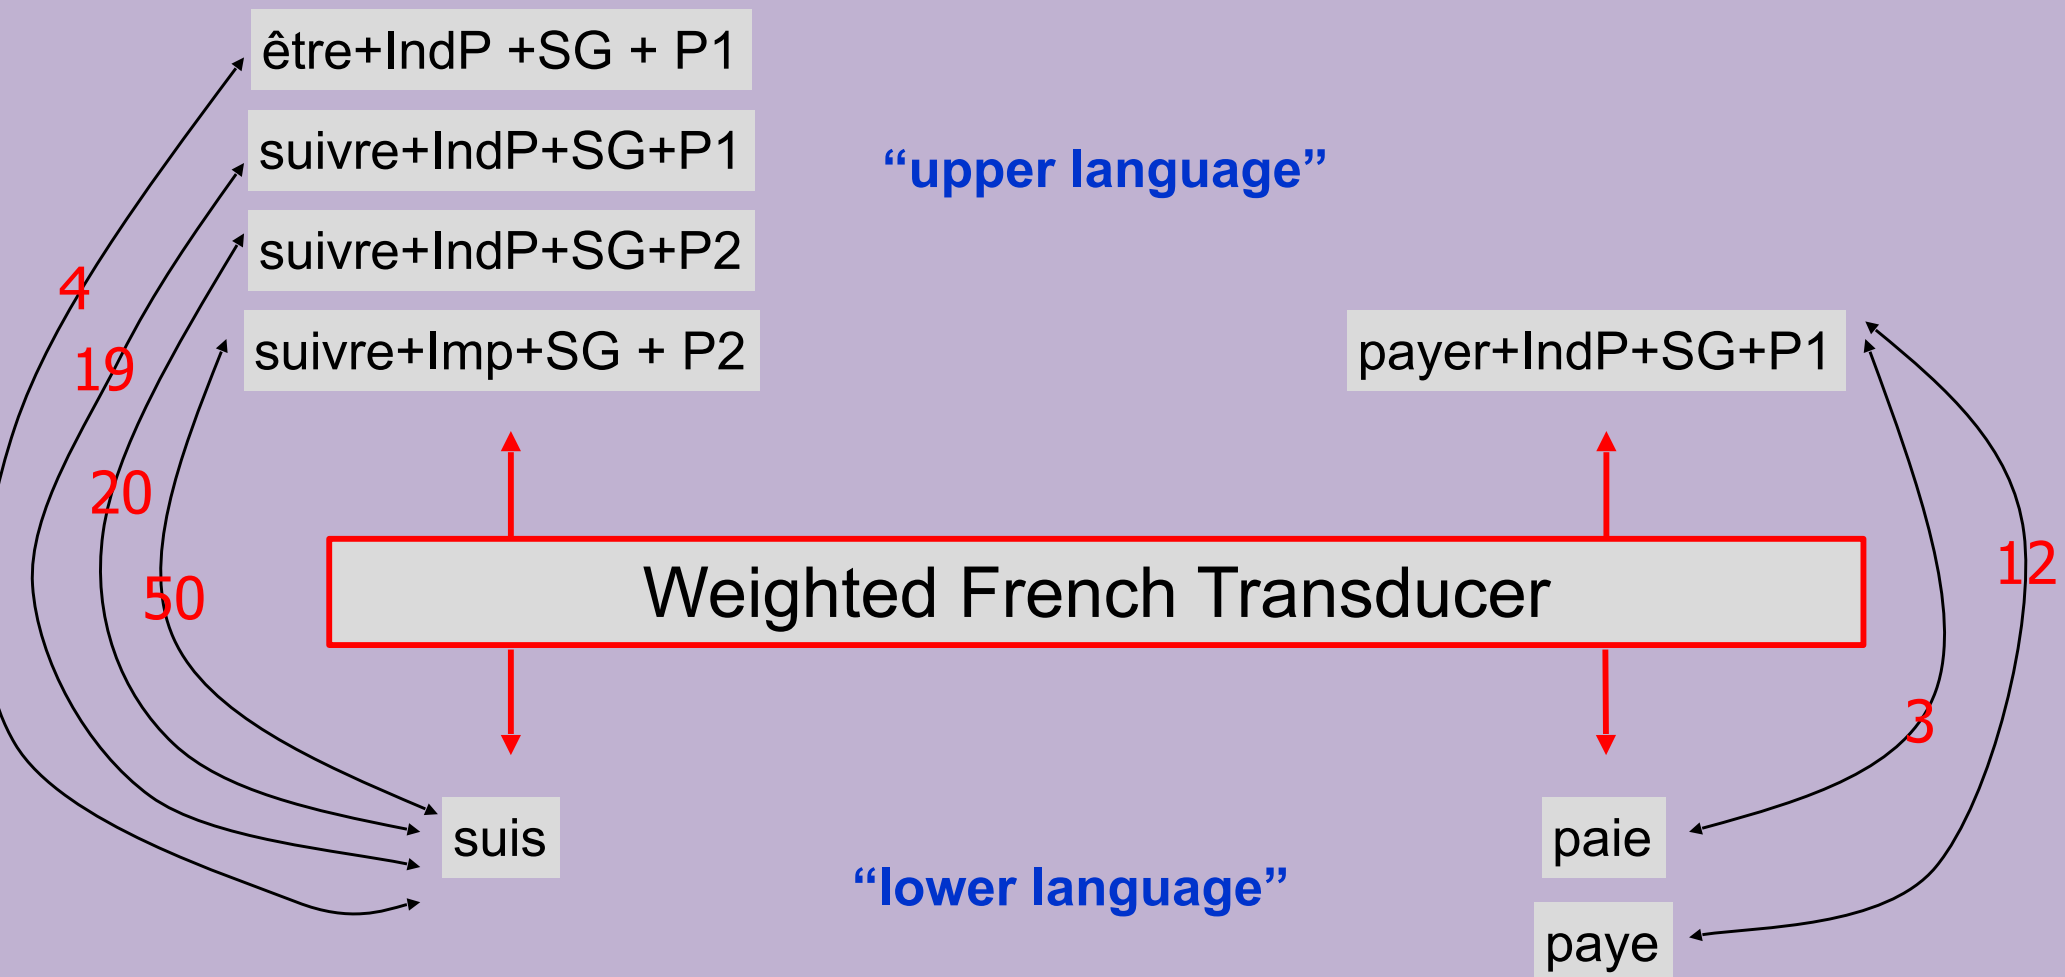 être+IndP +SG + P1
suivre+IndP+SG+P1
“upper language”
suivre+IndP+SG+P2
4
suivre+Imp+SG + P2
payer+IndP+SG+P1
19
20
50
Weighted French Transducer
12
3
suis
paie
“lower language”
paye